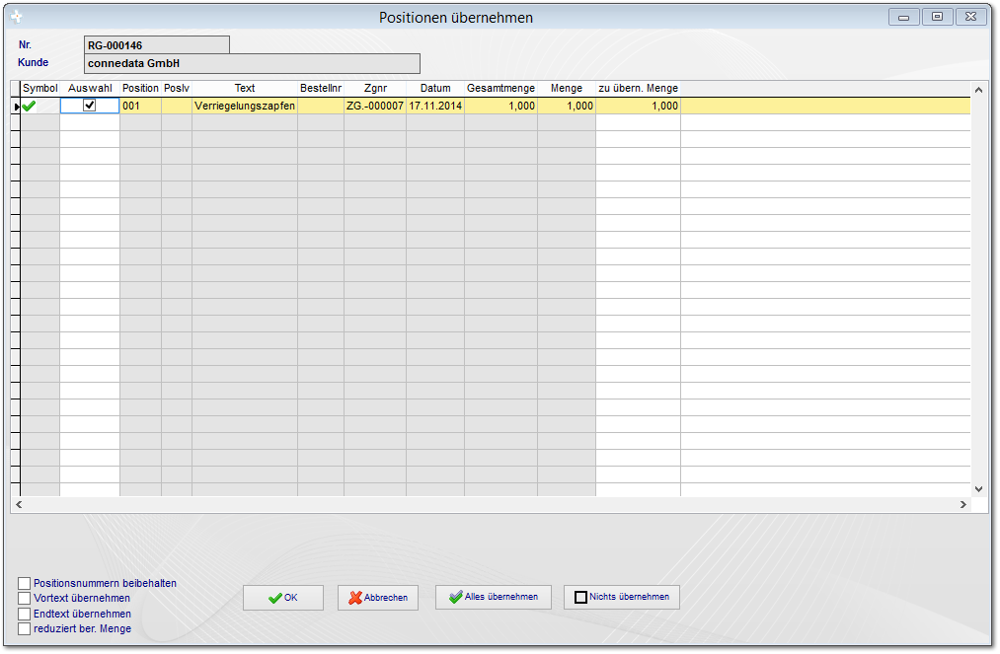 Positionen übernehmen
Nr. RG-000146
Kunde connedata GmbH
Symbol Auswahl Position Poslv Text Bestellnr Zgnr Datum Gesamtmenge Menge zu übern. Menge
001 Verriegelungszapfen ZG.-000007 17.11.2014 1,000 1,000 1,000
Positionsnummern beibehalten
Vortext übernehmen
Endtext übernehmen
reduziert ber. Menge
OK Abbrechen Alles übernehmen Nichts übernehmen